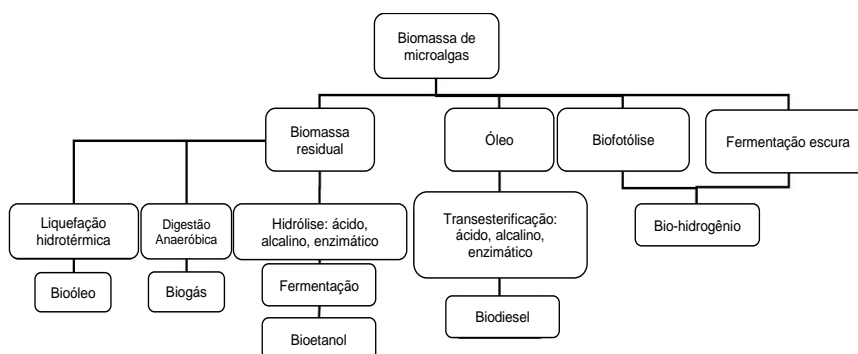 Biomassa de
microalgas
Biomassa
residual
Óleo
Biofotólise
Fermentação escura
Liquefação
hidrotérmica
Digestão
Anaeróbica
Hidrólise: ácido,
alcalino, enzimático
Transesterificação:
ácido, alcalino,
enzimático
Bio-hidrogênio
Bioóleo
Biogás
Fermentação
Biodiesel
Bioetanol